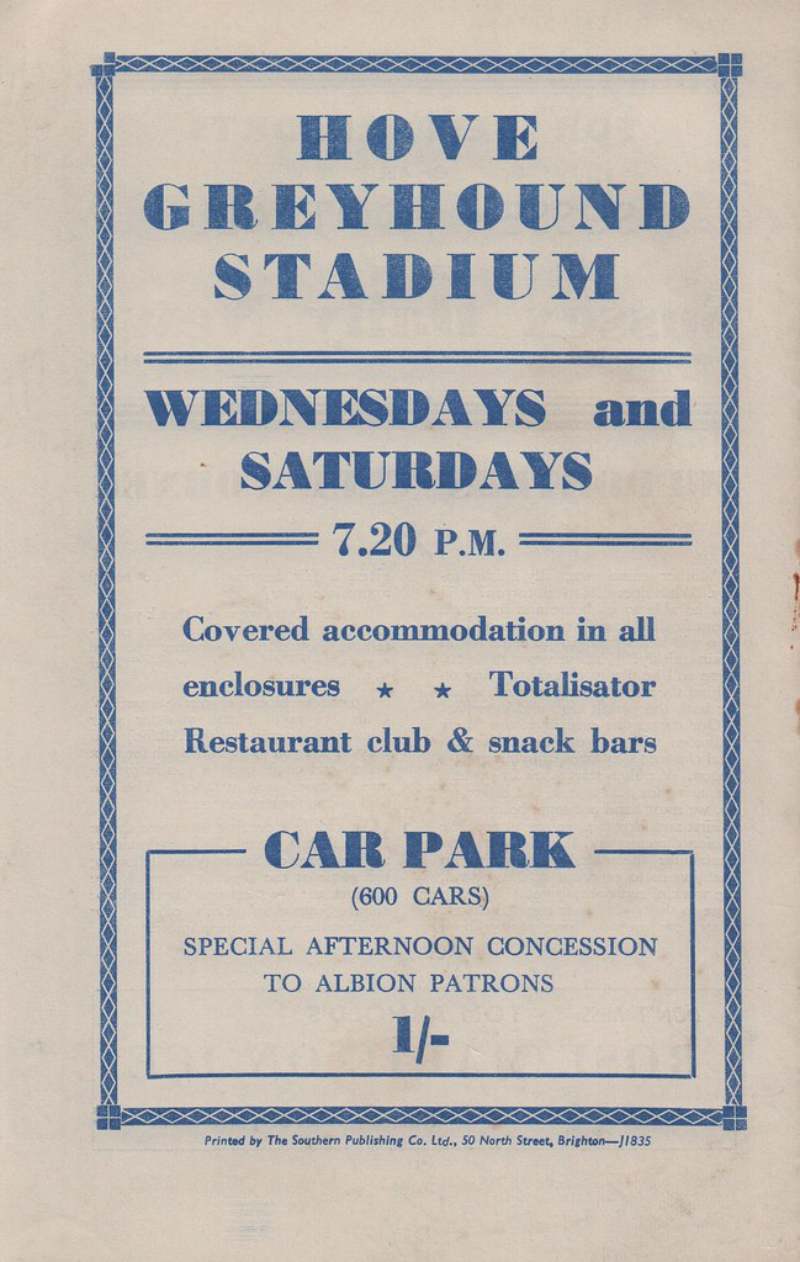 HOVE
GREYHOUND
STADIUM
WEDNESDAYS and
SATURDAYS
7.20 P.M.
Covered accommodation in all
enclosures ★ ★ Totalisator
Restaurant club & snack bars
CAR PARK
(600 CARS)
SPECIAL AFTERNOON CONCESSION
TO ALBION PATRONS
1/-
Printed by The Southern Publishing Co. Ltd., 50 North Street, Brighton—J1835